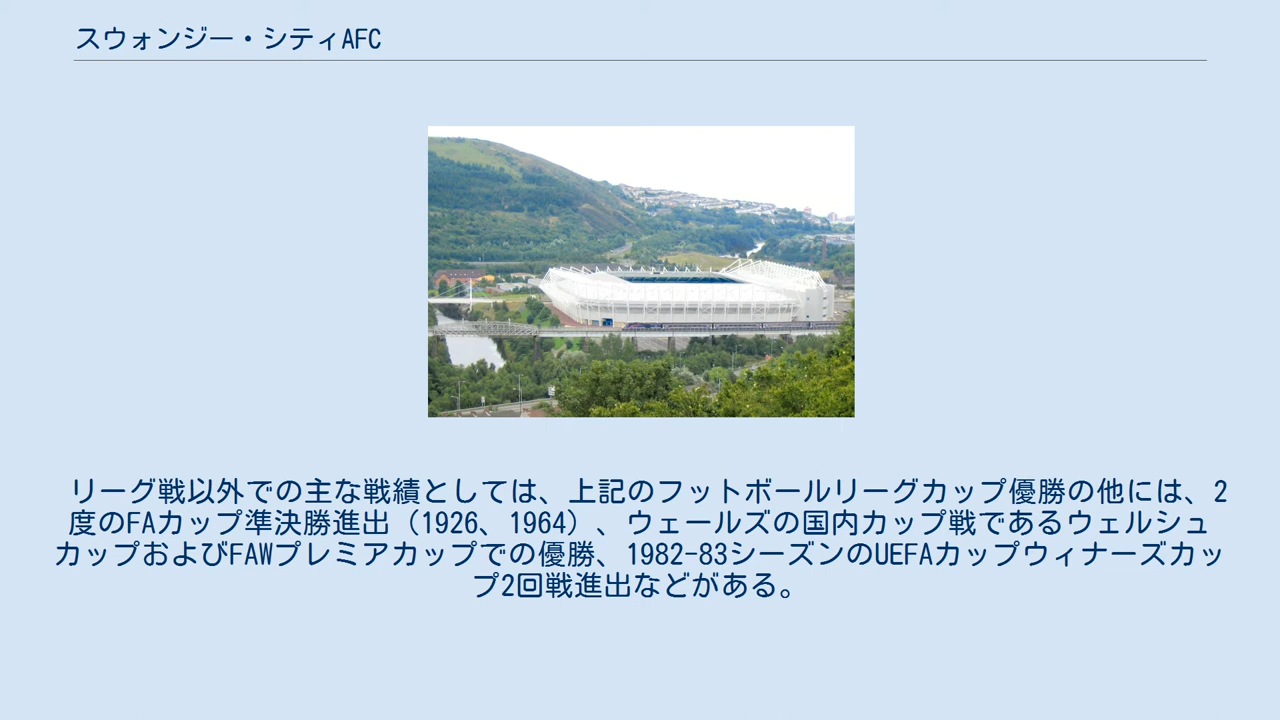 スウォンジー・シティAFC
リーグ戦以外での主な戦績としては、上記のフットボールリーグカップ優勝の他には、2
度のFAカップ準決勝進出（1926、1964）、ウェールズの国内カップ戦であるウェルシュ
カップおよびFAWプレミアカップでの優勝、1982-83シーズンのUEFAカップウィナーズカッ
プ2回戦進出などがある。